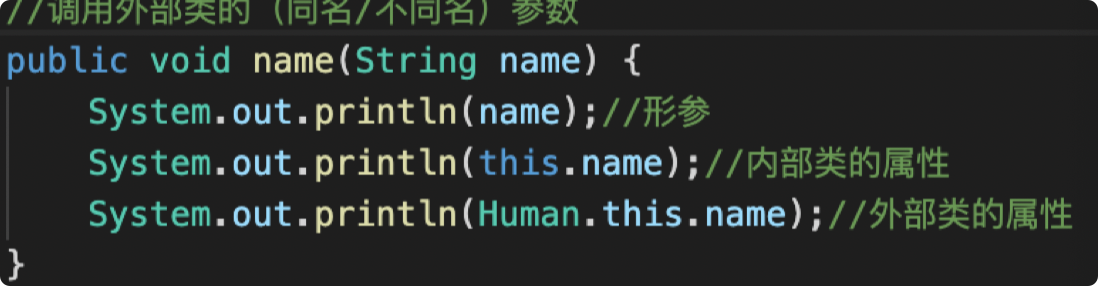 //调用外部类的（同名/不同名）参数
public void name(String name) {
System.out.println(name);//形参
System.out.println(this.name);//内部类的属性
System.out.println(Human.this.name);//外部类的属性
}